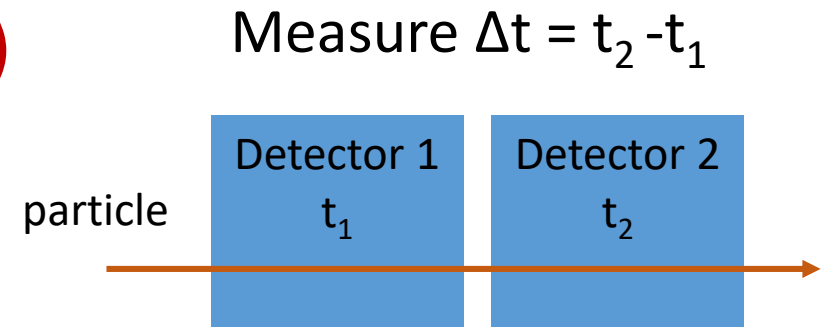 Measure Δt = t₂ -t₁
Detector 1
Detector 2
particle
t₁
t₂